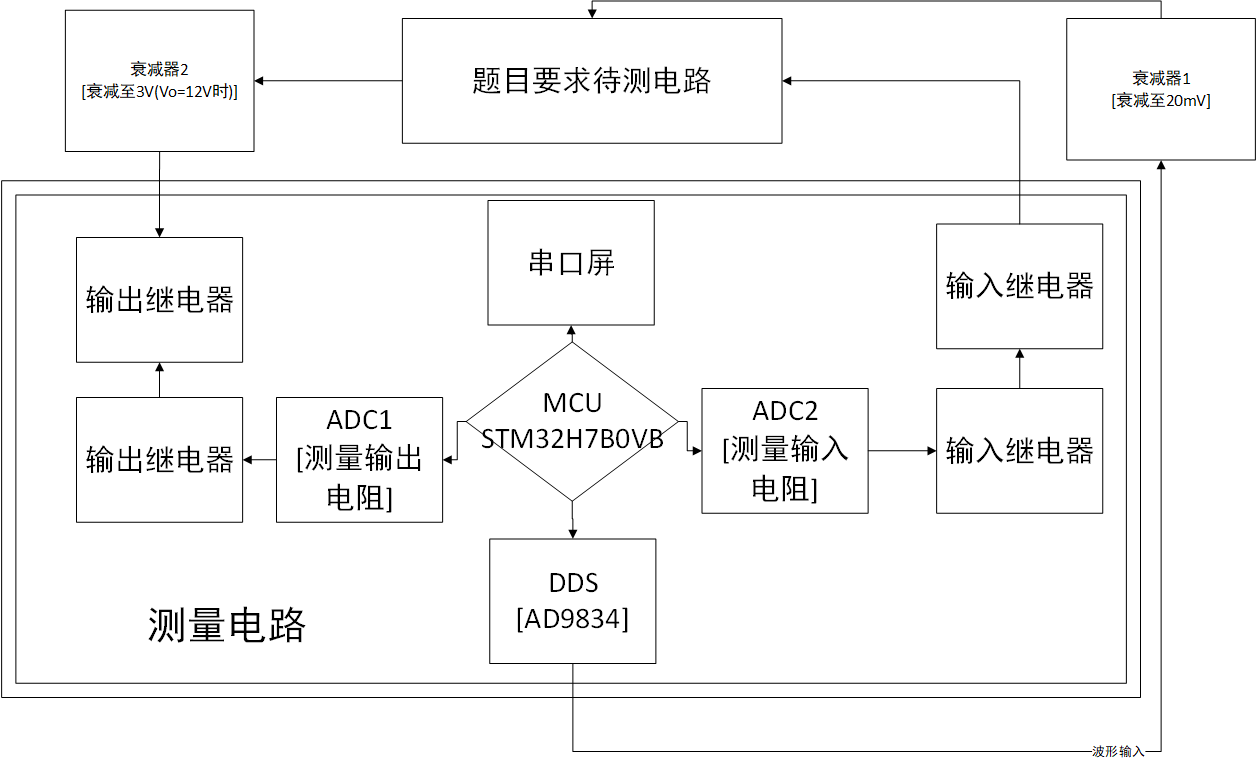 衰减器2
[衰减至3V(Vo=12V时)]
题目要求待测电路
衰减器1
[衰减至20mV]
串口屏
输出继电器
输入继电器
MCU
STM32H7B0VB
ADC1
[测量输出
电阻]
ADC2
[测量输入
电阻]
输出继电器
输入继电器
DDS
[AD9834]
测量电路
波形输入